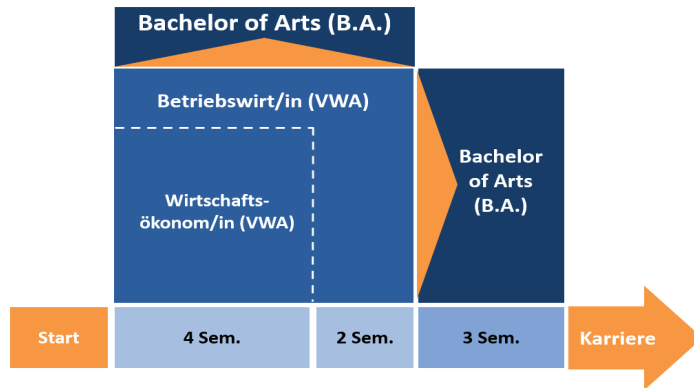 Bachelor of Arts (B.A.)
Betriebswirt/in (VWA)
Wirtschafts-
ökonom/in (VWA)
Bachelor
of Arts
(B.A.)
Start
4 Sem.
2 Sem.
3 Sem.
Karriere